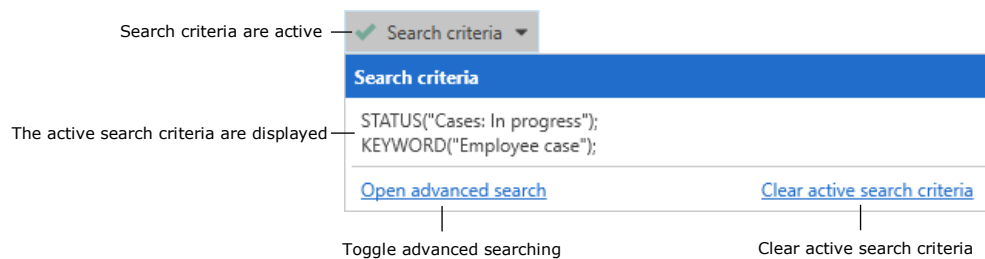 Search criteria are active
Search criteria
Search criteria
The active search criteria are displayed
STATUS("Cases: In progress");
KEYWORD("Employee case");
Open advanced search
Clear active search criteria
Toggle advanced searching
Clear active search criteria